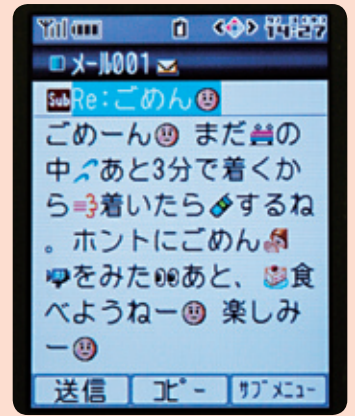 14:27
メール001
Sub Re:ごめん
ごめーん まだの
中 あと3分で着くか
ら 着いたらするね
。ホントにごめん
をみたあと、食
べようねー 楽しみ
ー
送信 コピー サブメニュー